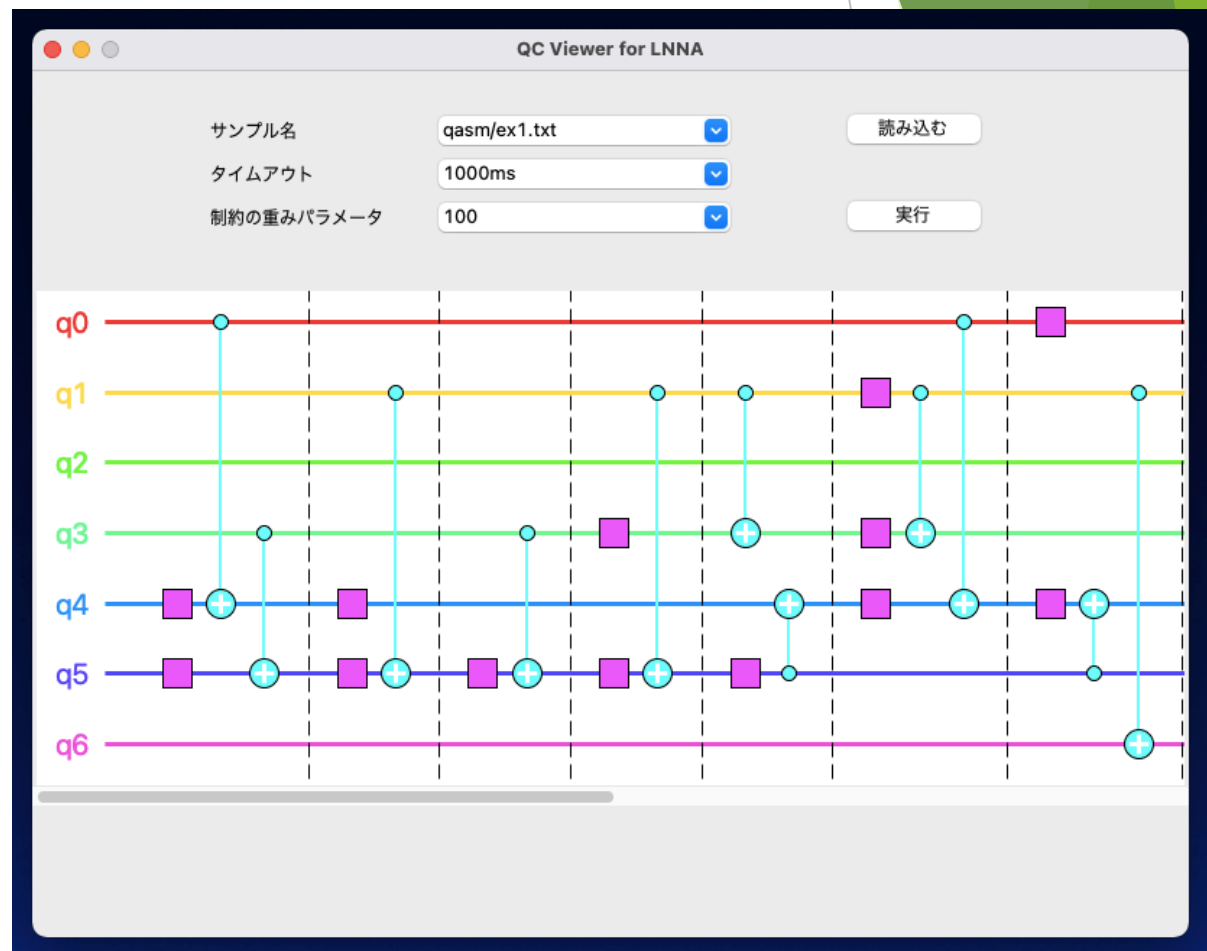 QC Viewer for LNNA
サンプル名 qasm/ex1.txt 読み込む
タイムアウト 1000ms
制約の重みパラメータ 100 実行
q0
q1
q2
q3
q4
q5
q6